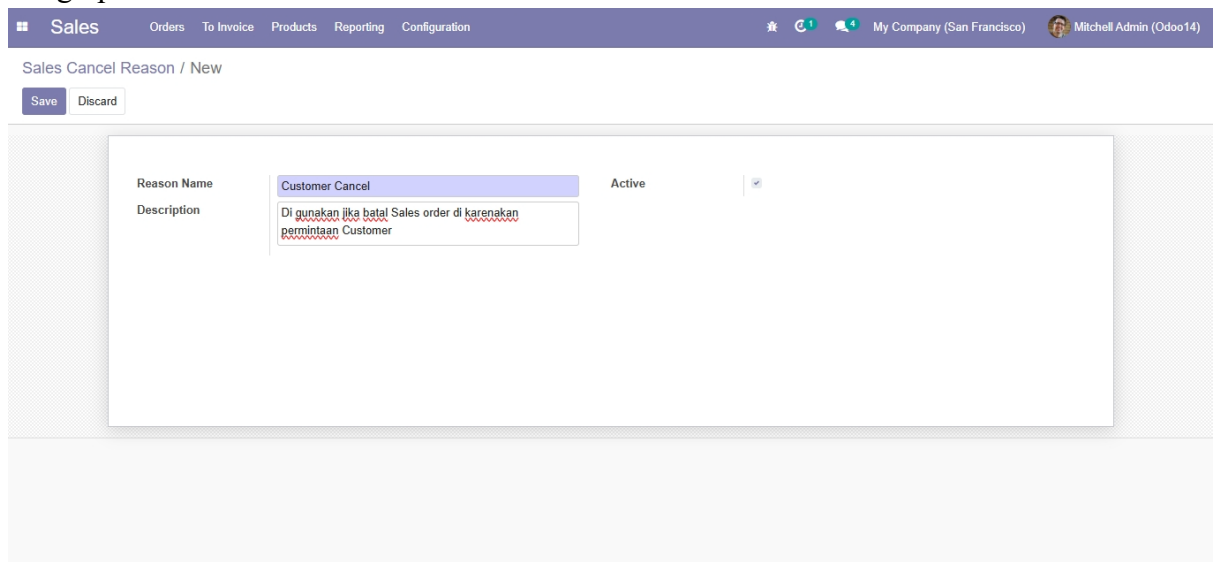 Sales Orders To Invoice Products Reporting Configuration 1 4 My Company (San Francisco) Mitchell Admin (Odoo14)
Sales Cancel Reason / New
Save Discard
Reason Name Customer Cancel Active
Description Di gunakan jika batal Sales order di karenakan
permintaan Customer